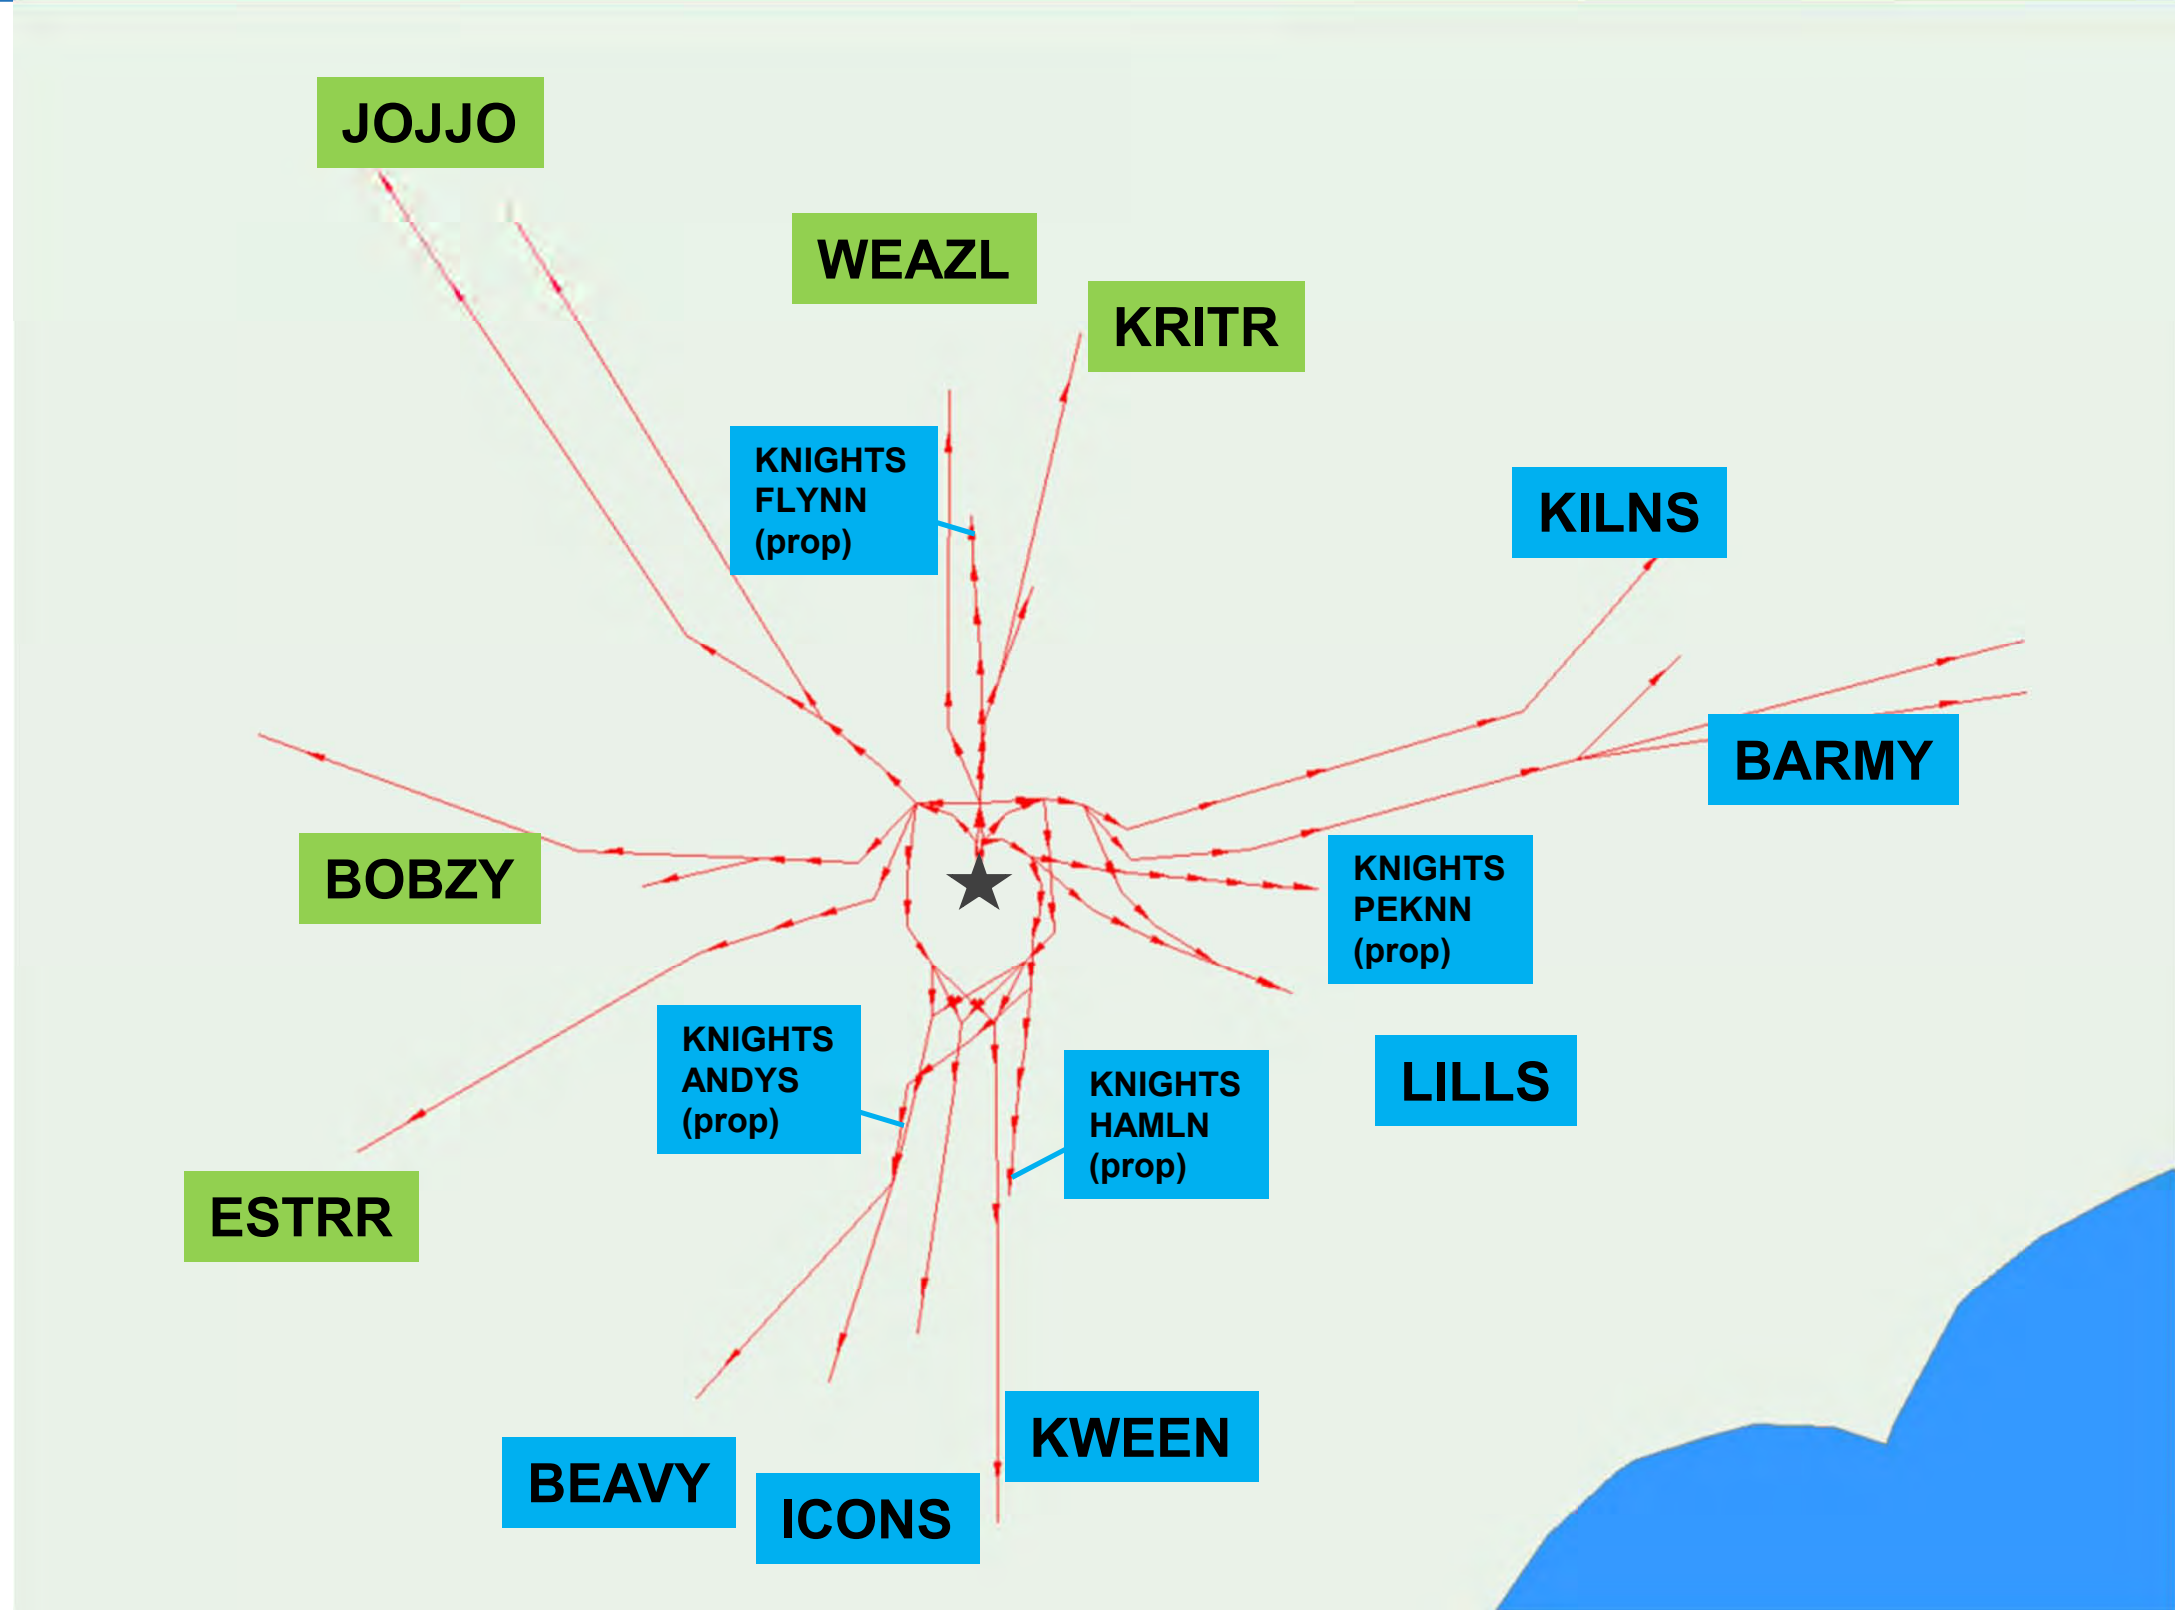 JOJJO
WEAZL
KRITR
KNIGHTS
FLYNN
(prop)
KILNS
BARMY
BOBZY
KNIGHTS
PEKNN
(prop)
KNIGHTS
ANDYS
(prop)
KNIGHTS
HAMLN
(prop)
LILLS
ESTRR
KWEEN
BEAVY
ICONS